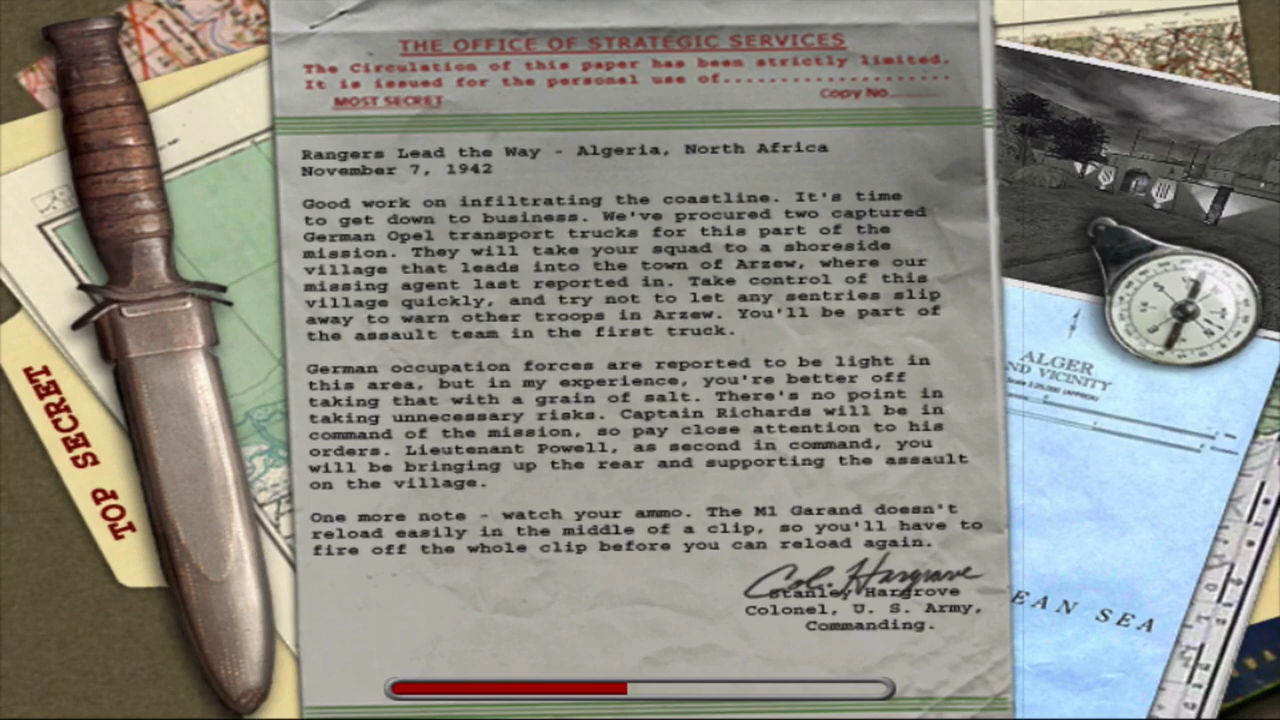 THE OFFICE OF STRATEGIC SERVICES
The Circulation of this paper has been strictly limited.
It is issued for the personal use of.......................
MOST SECRET
Copy No.........
Rangers Lead the Way - Algeria, North Africa
November 7, 1942
Good work on infiltrating the coastline. It's time
to get down to business. We've procured two captured
German Opel transport trucks for this part of the
mission. They will take your squad to a shoreside
village that leads into the town of Arzew, where our
missing agent last reported in. Take control of this
village quickly, and try not to let any sentries slip
away to warn other troops in Arzew. You'll be part of
the assault team in the first truck.
German occupation forces are reported to be light in
this area, but in my experience, you're better off
taking that with a grain of salt. There's no point in
taking unnecessary risks. Captain Richards will be in
command of the mission, so pay close attention to his
orders. Lieutenant Powell, as second in command, you
will be bringing up the rear and supporting the assault
on the village.
One more note - watch your ammo. The M1 Garand doesn't
reload easily in the middle of a clip, so you'll have to
fire off the whole clip before you can reload again.
Col. Hargrove
Stanley Hargrove
Colonel, U. S. Army,
Commanding.
TOP SECRET
ALGER
ND VICINITY
EAN SEA